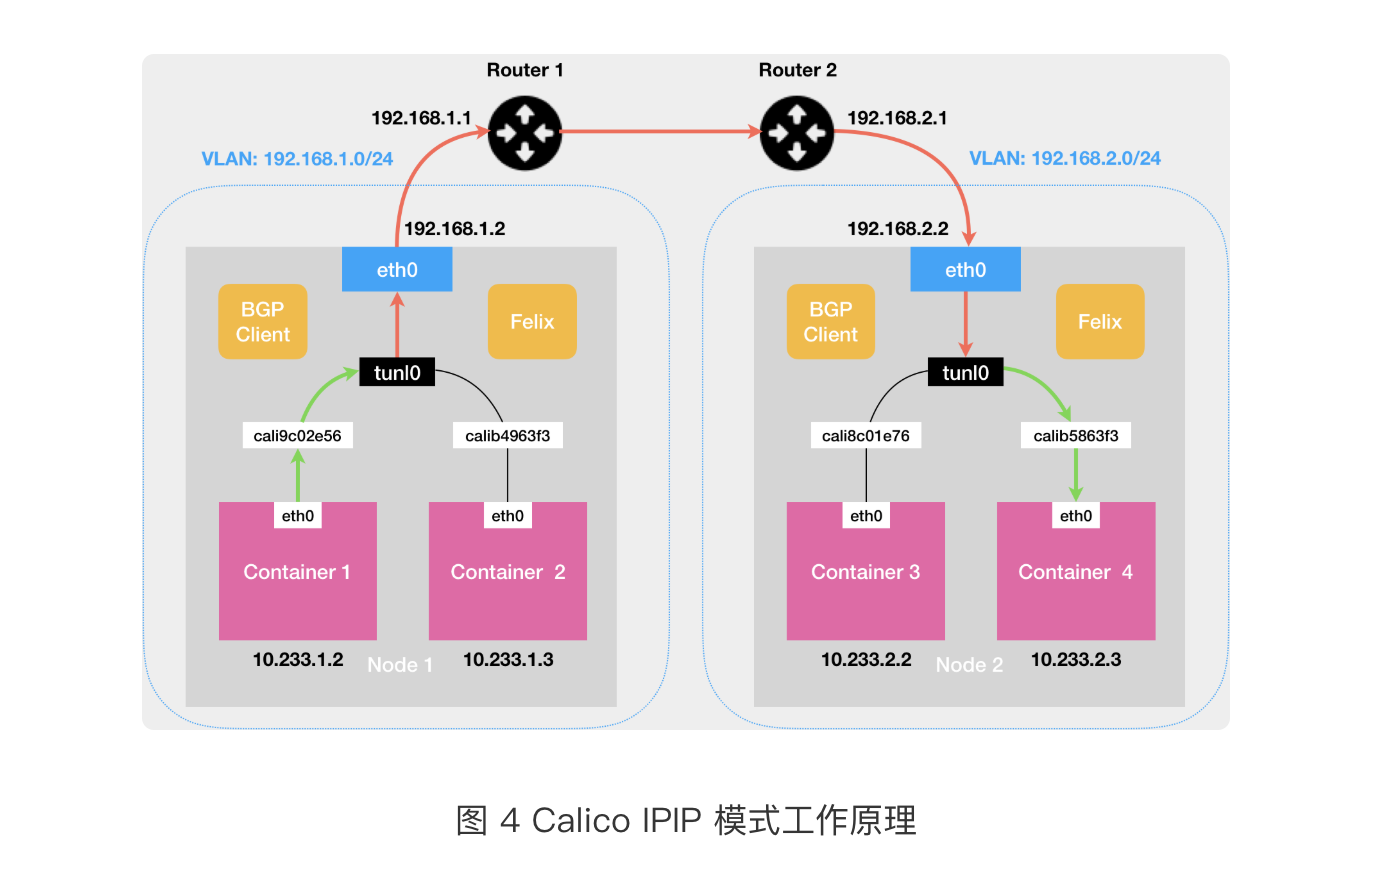 Router 1
Router 2
192.168.1.1
192.168.2.1
VLAN: 192.168.1.0/24
VLAN: 192.168.2.0/24
192.168.1.2
192.168.2.2
eth0
eth0
BGP
Client
Felix
BGP
Client
Felix
tunl0
tunl0
cali9c02e56
calib4963f3
cali8c01e76
calib5863f3
eth0
eth0
eth0
eth0
Container 1
Container 2
Container 3
Container 4
10.233.1.2
Node 1
10.233.1.3
10.233.2.2
Node 2
10.233.2.3
图 4 Calico IPIP 模式工作原理